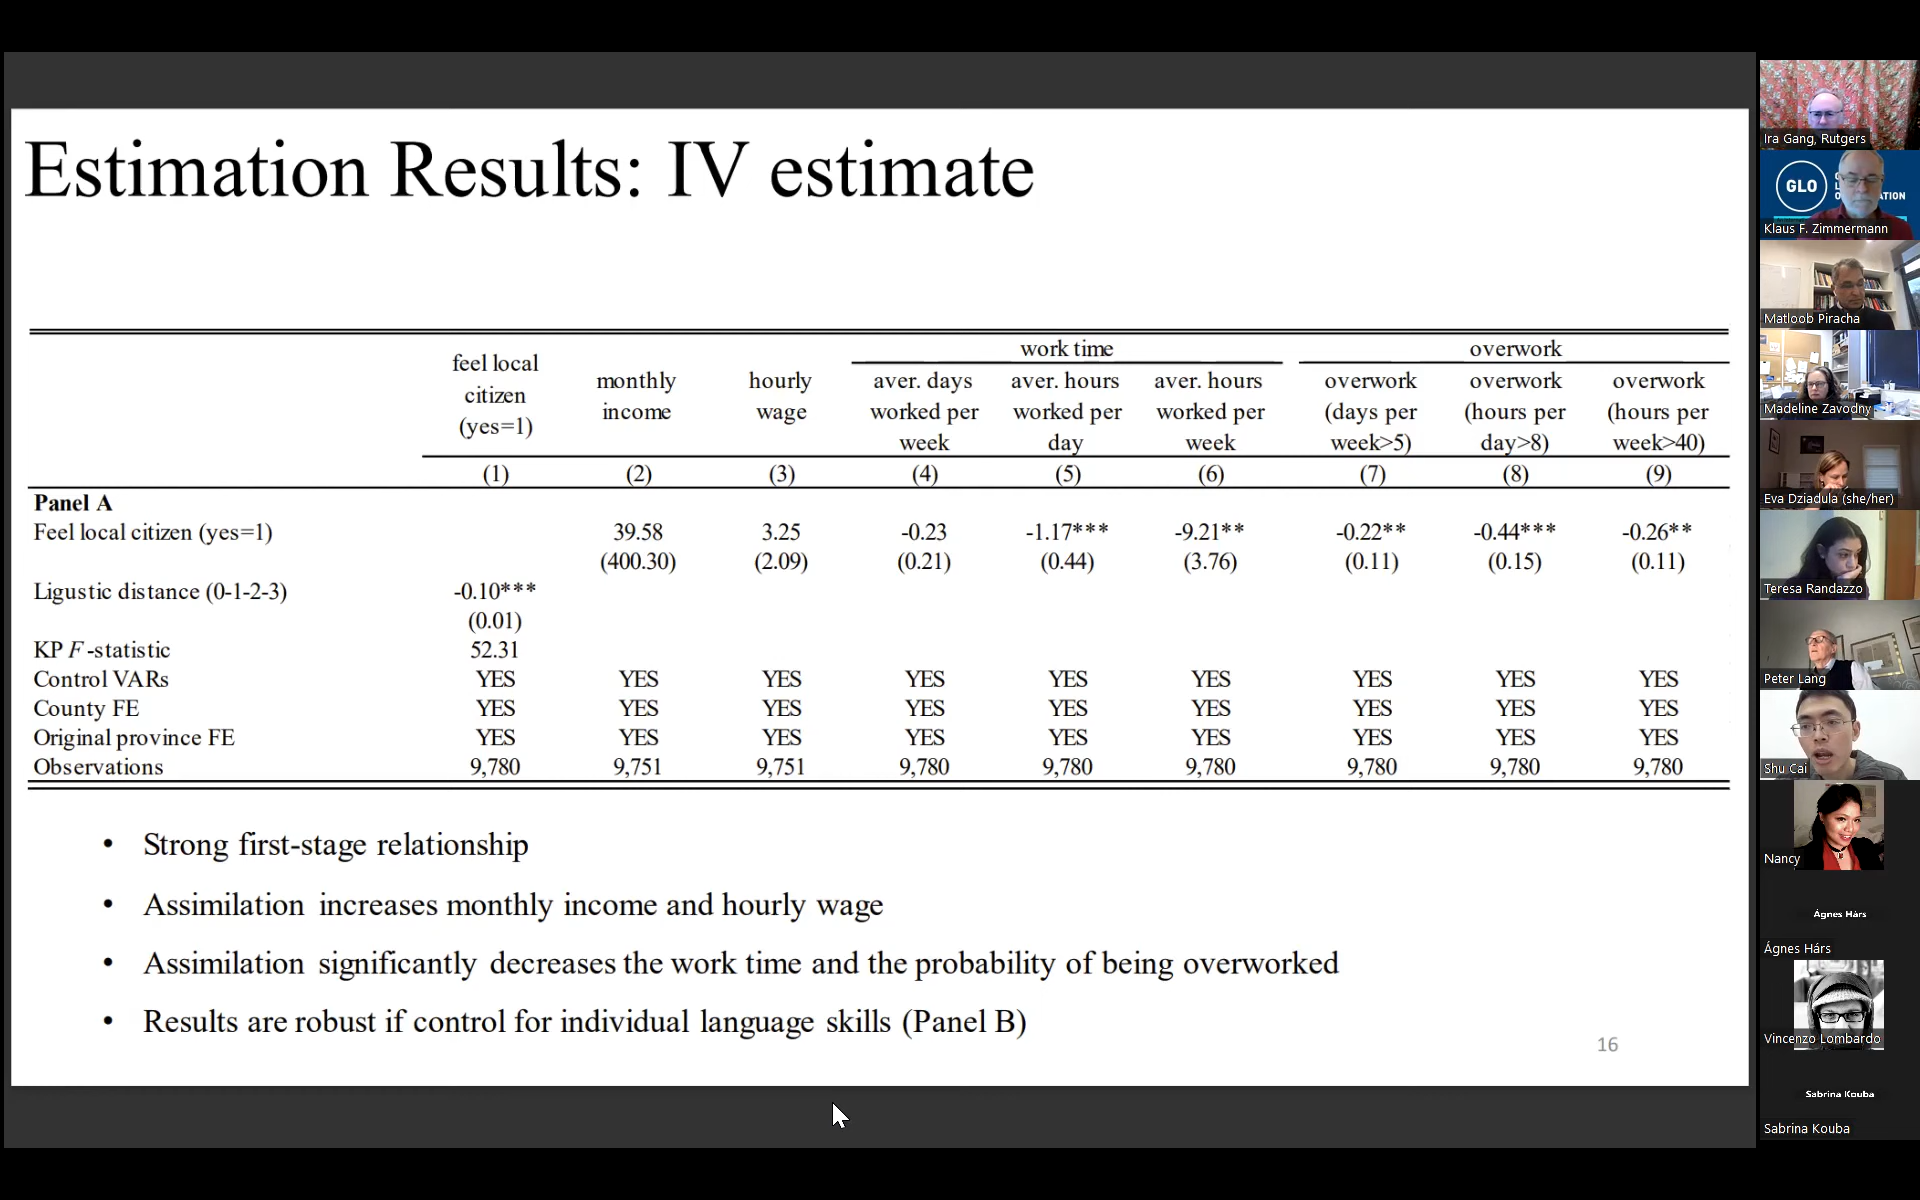 Estimation Results: IV estimate
work time
overwork
feel local citizen (yes=1)
monthly income
hourly wage
aver. days worked per week
aver. hours worked per day
aver. hours worked per week
overwork (days per week>5)
overwork (hours per day>8)
overwork (hours per week>40)
(1) (2) (3) (4) (5) (6) (7) (8) (9)
Panel A
Feel local citizen (yes=1) 39.58 3.25 -0.23 -1.17*** -9.21** -0.22** -0.44*** -0.26**
(400.30) (2.09) (0.21) (0.44) (3.76) (0.11) (0.15) (0.11)
Ligustic distance (0-1-2-3) -0.10***
(0.01)
KP F-statistic 52.31
Control VARs YES YES YES YES YES YES YES YES YES
County FE YES YES YES YES YES YES YES YES YES
Original province FE YES YES YES YES YES YES YES YES YES
Observations 9,780 9,751 9,751 9,780 9,780 9,780 9,780 9,780 9,780
• Strong first-stage relationship
• Assimilation increases monthly income and hourly wage
• Assimilation significantly decreases the work time and the probability of being overworked
• Results are robust if control for individual language skills (Panel B)
16
Ira Gang, Rutgers
GLO
Klaus F. Zimmermann
Matloob Piracha
Madeline Zavodny
Eva Dziadula (she/her)
Teresa Randazzo
Peter Lang
Shu Cai
Nancy
Ágnes Hárs
Ágnes Hárs
Vincenzo Lombardo
Sabrina Kouba
Sabrina Kouba